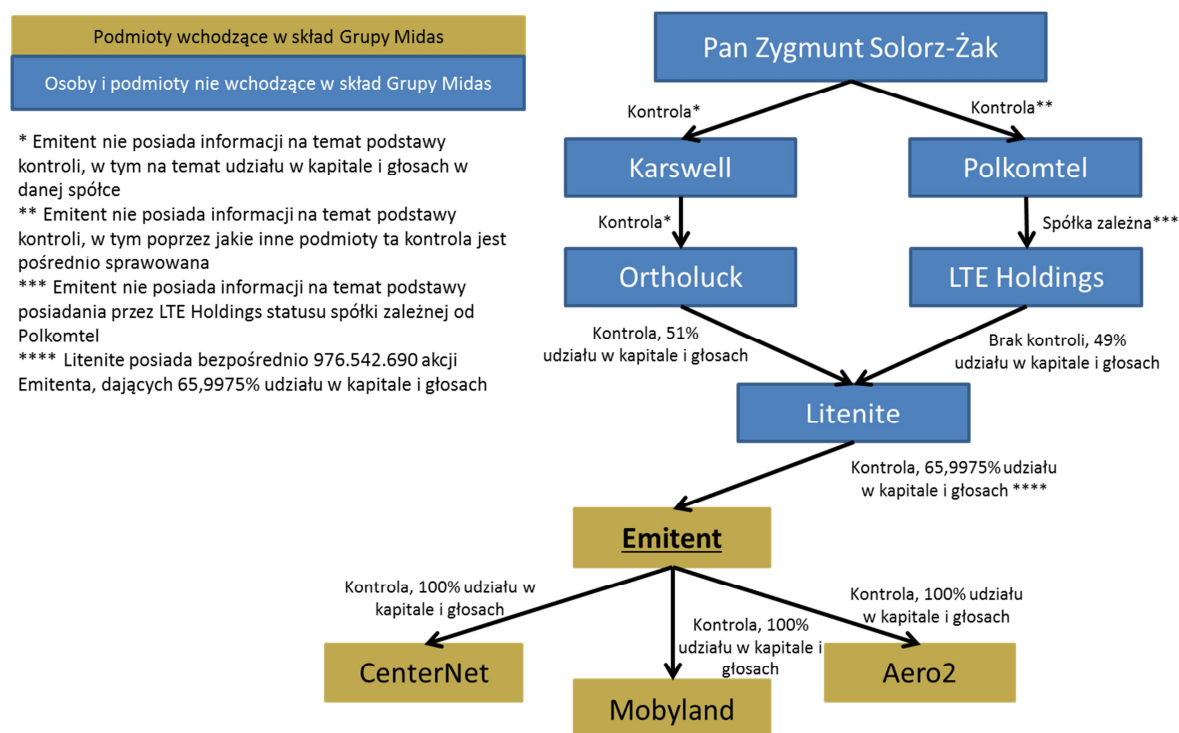 Podmioty wchodzące w skład Grupy Midas
Osoby i podmioty nie wchodzące w skład Grupy Midas
* Emitent nie posiada informacji na temat podstawy
kontroli, w tym na temat udziału w kapitale i głosach w
danej spółce
** Emitent nie posiada informacji na temat podstawy
kontroli, w tym poprzez jakie inne podmioty ta kontrola jest
pośrednio sprawowana
*** Emitent nie posiada informacji na temat podstawy
posiadania przez LTE Holdings statusu spółki zależnej od
Polkomtel
**** Litenite posiada bezpośrednio 976.542.690 akcji
Emitenta, dających 65,9975% udziału w kapitale i głosach
Pan Zygmunt Solorz-Żak
Kontrola*
Kontrola**
Karswell
Polkomtel
Kontrola*
Spółka zależna***
Ortholuck
LTE Holdings
Kontrola, 51%
udziału w kapitale i głosach
Brak kontroli, 49%
udziału w kapitale i głosach
Litenite
Kontrola, 65,9975% udziału
w kapitale i głosach ****
Emitent
Kontrola, 100% udziału w
kapitale i głosach
Kontrola, 100%
udziału w kapitale i
głosach
Kontrola, 100% udziału
w kapitale i głosach
CenterNet
Mobyland
Aero2